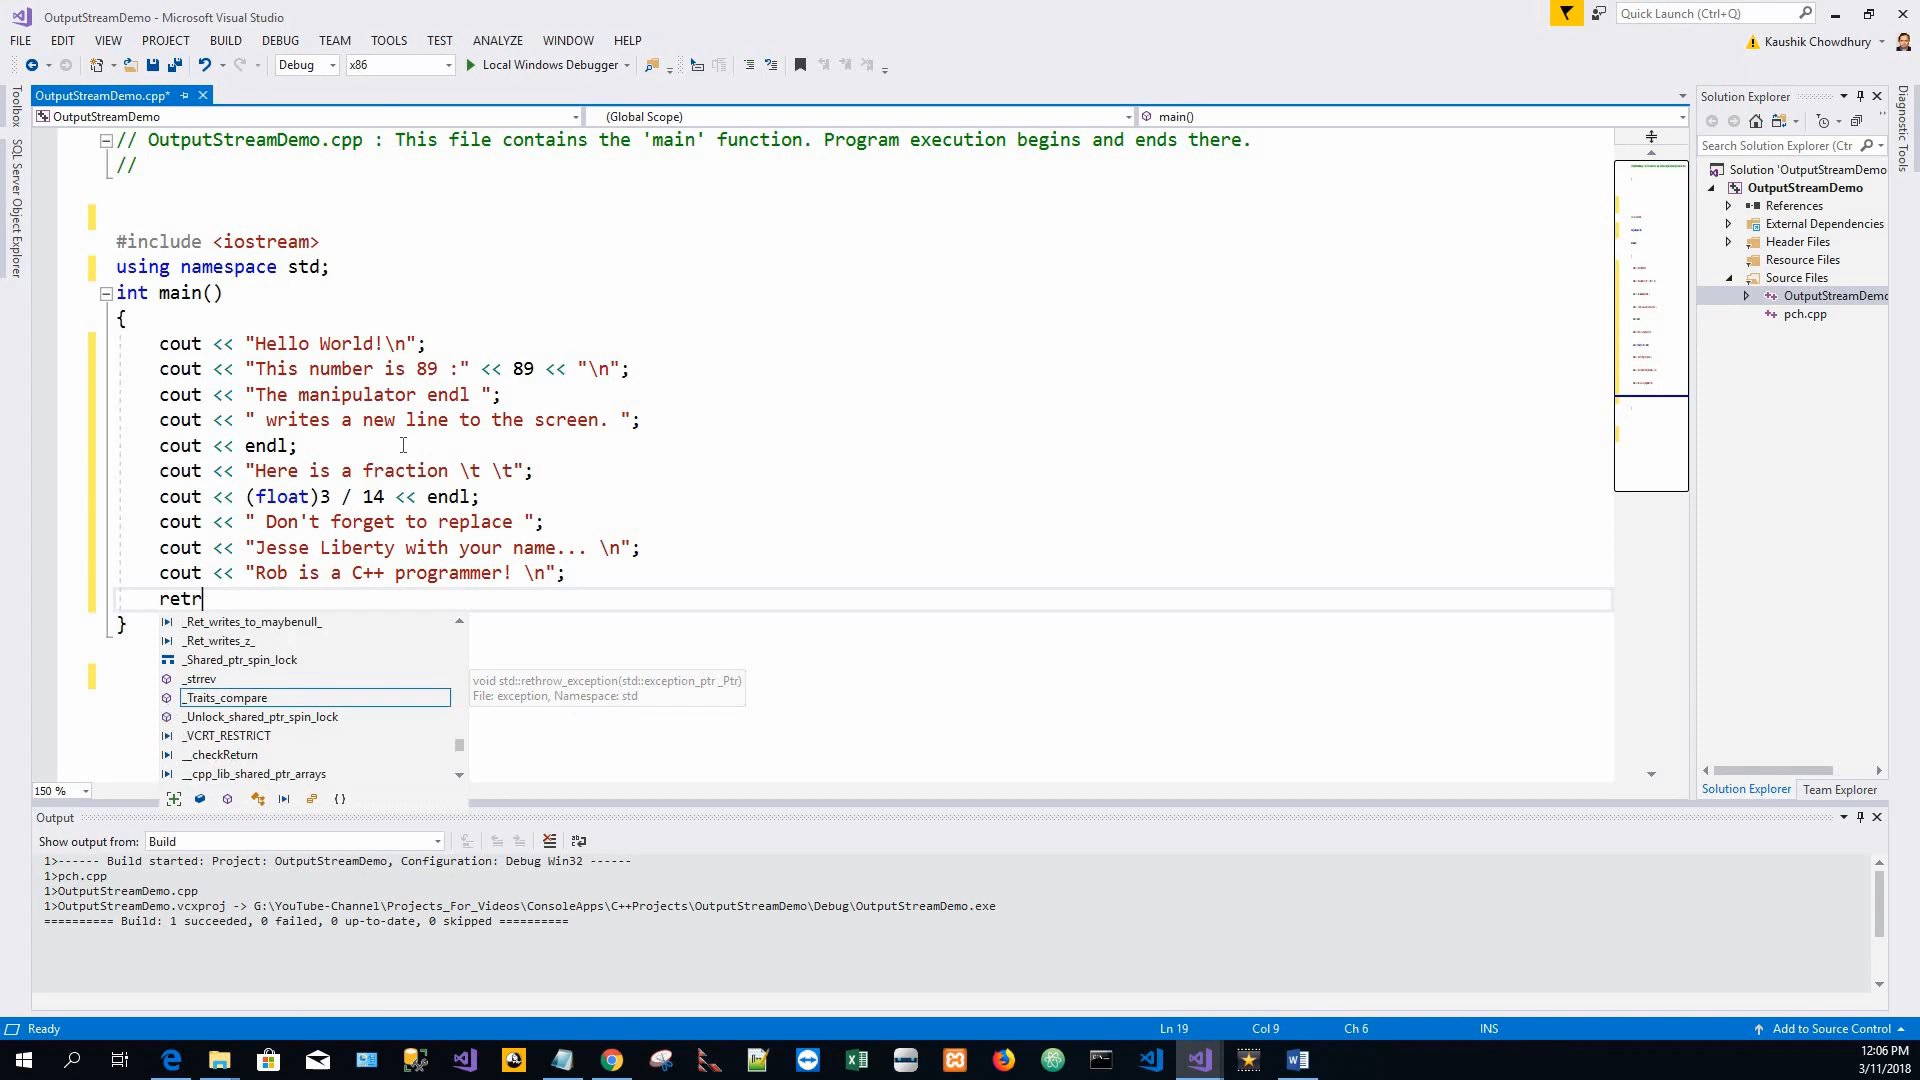 OutputStreamDemo - Microsoft Visual Studio
Quick Launch (Ctrl+Q)
FILE EDIT VIEW PROJECT BUILD DEBUG TEAM TOOLS TEST ANALYZE WINDOW HELP
Kaushik Chowdhury
Debug x86 Local Windows Debugger
Toolbox
SQL Server Object Explorer
Diagnostic Tools
OutputStreamDemo.cpp*
OutputStreamDemo (Global Scope) main()
// OutputStreamDemo.cpp : This file contains the 'main' function. Program execution begins and ends there.
//
#include <iostream>
using namespace std;
int main()
{
cout << "Hello World!\n";
cout << "This number is 89 :" << 89 << "\n";
cout << "The manipulator endl ";
cout << " writes a new line to the screen. ";
cout << endl;
cout << "Here is a fraction \t \t";
cout << (float)3 / 14 << endl;
cout << " Don't forget to replace ";
cout << "Jesse Liberty with your name... \n";
cout << "Rob is a C++ programmer! \n";
retr
}
_Ret_writes_to_maybenull_
_Ret_writes_z_
_Shared_ptr_spin_lock
_strrev
_Traits_compare
_Unlock_shared_ptr_spin_lock
_VCRT_RESTRICT
__checkReturn
__cpp_lib_shared_ptr_arrays
void std::rethrow_exception(std::exception_ptr _Ptr)
File: exception, Namespace: std
150 %
Solution Explorer
Search Solution Explorer (Ctr
Solution 'OutputStreamDemo
OutputStreamDemo
References
External Dependencies
Header Files
Resource Files
Source Files
OutputStreamDemo
pch.cpp
Solution Explorer Team Explorer
Output
Show output from: Build
1>------ Build started: Project: OutputStreamDemo, Configuration: Debug Win32 ------
1>pch.cpp
1>OutputStreamDemo.cpp
1>OutputStreamDemo.vcxproj -> G:\YouTube-Channel\Projects_For_Videos\ConsoleApps\C++Projects\OutputStreamDemo\Debug\OutputStreamDemo.exe
========== Build: 1 succeeded, 0 failed, 0 up-to-date, 0 skipped ==========
Ready Ln 19 Col 9 Ch 6 INS Add to Source Control
12:06 PM
3/11/2018